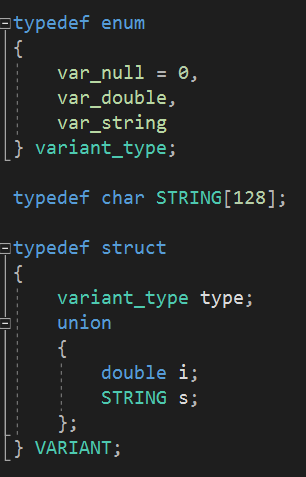 typedef enum
{
var_null = 0,
var_double,
var_string
} variant_type;
typedef char STRING[128];
typedef struct
{
variant_type type;
union
{
double i;
STRING s;
};
} VARIANT;